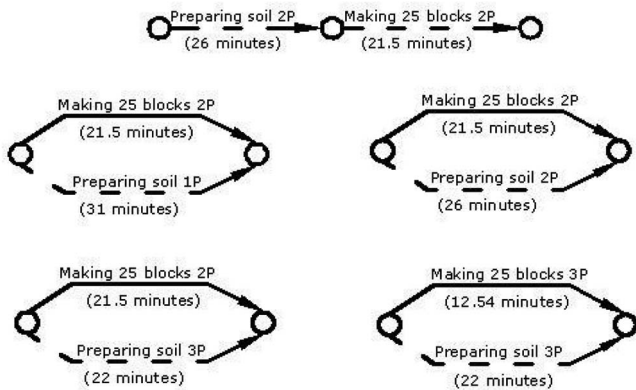 Preparing soil 2P Making 25 blocks 2P
(26 minutes) (21.5 minutes)
Making 25 blocks 2P
(21.5 minutes)
Preparing soil 1P
(31 minutes)
Making 25 blocks 2P
(21.5 minutes)
Preparing soil 2P
(26 minutes)
Making 25 blocks 2P
(21.5 minutes)
Preparing soil 3P
(22 minutes)
Making 25 blocks 3P
(12.54 minutes)
Preparing soil 3P
(22 minutes)